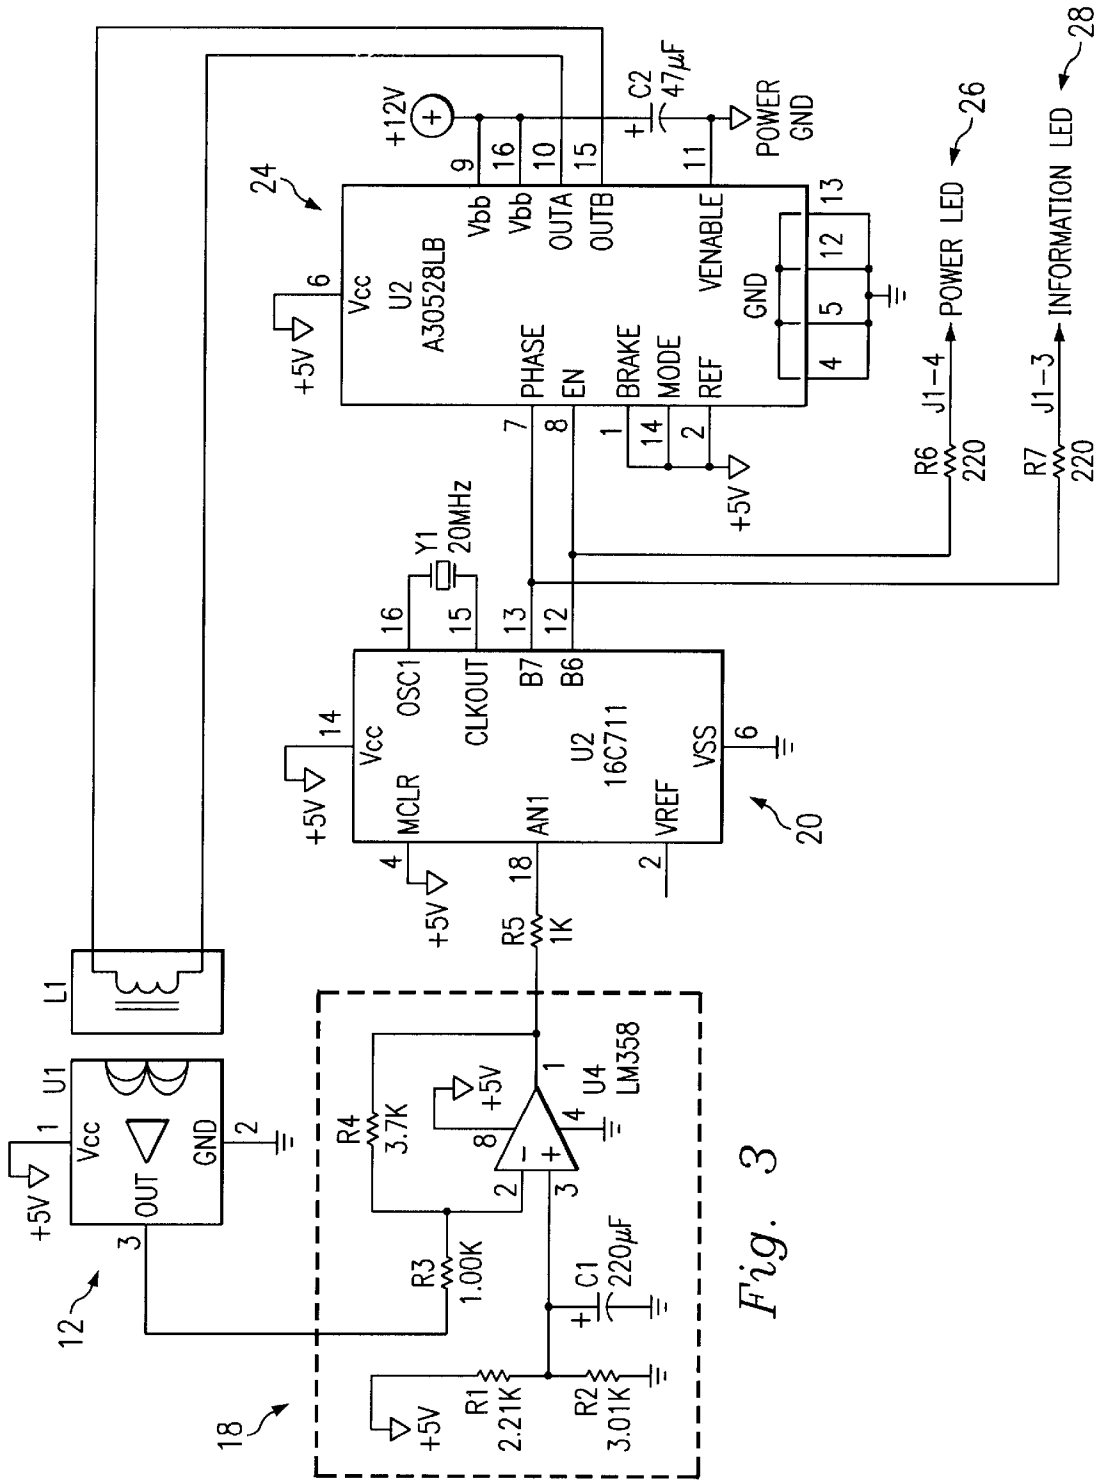 12
+5V
1
Vcc
U1
OUT
3
GND
2
L1
18
+5V
R1
2.21K
R2
3.01K
+
C1
220µF
R3
1.00K
R4
3.7K
+5V
8
2
−
+
3
4
1
U4
LM358
R5
1K
+5V
14
Vcc
4
MCLR
+5V
18
AN1
2
VREF
U2
16C711
VSS
6
20
OSC1
16
CLKOUT
15
Y1
20MHz
B7
13
B6
12
24
+5V
6
Vcc
U2
A30528LB
7
PHASE
8
EN
1
BRAKE
14
MODE
2
REF
+5V
Vbb
9
Vbb
16
OUTA
10
OUTB
15
VENABLE
11
+12V
+
+
C2
47µF
POWER
GND
GND
4
5
12
13
R6
220
J1-4
POWER LED
26
R7
220
J1-3
INFORMATION LED
28
Fig. 3